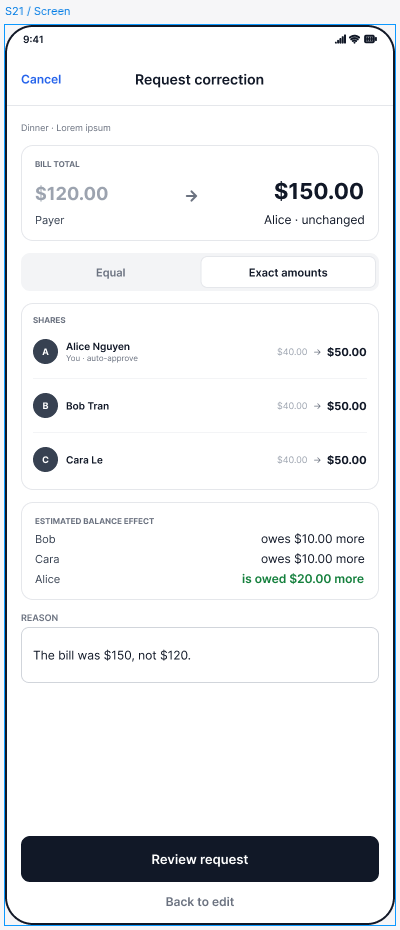 S21 / Screen
9:41
Cancel Request correction
Dinner · Lorem ipsum
BILL TOTAL
$120.00 → $150.00
Payer Alice · unchanged
Equal Exact amounts
SHARES
A Alice Nguyen $40.00 → $50.00
You · auto-approve
B Bob Tran $40.00 → $50.00
C Cara Le $40.00 → $50.00
ESTIMATED BALANCE EFFECT
Bob owes $10.00 more
Cara owes $10.00 more
Alice is owed $20.00 more
REASON
The bill was $150, not $120.
Review request
Back to edit